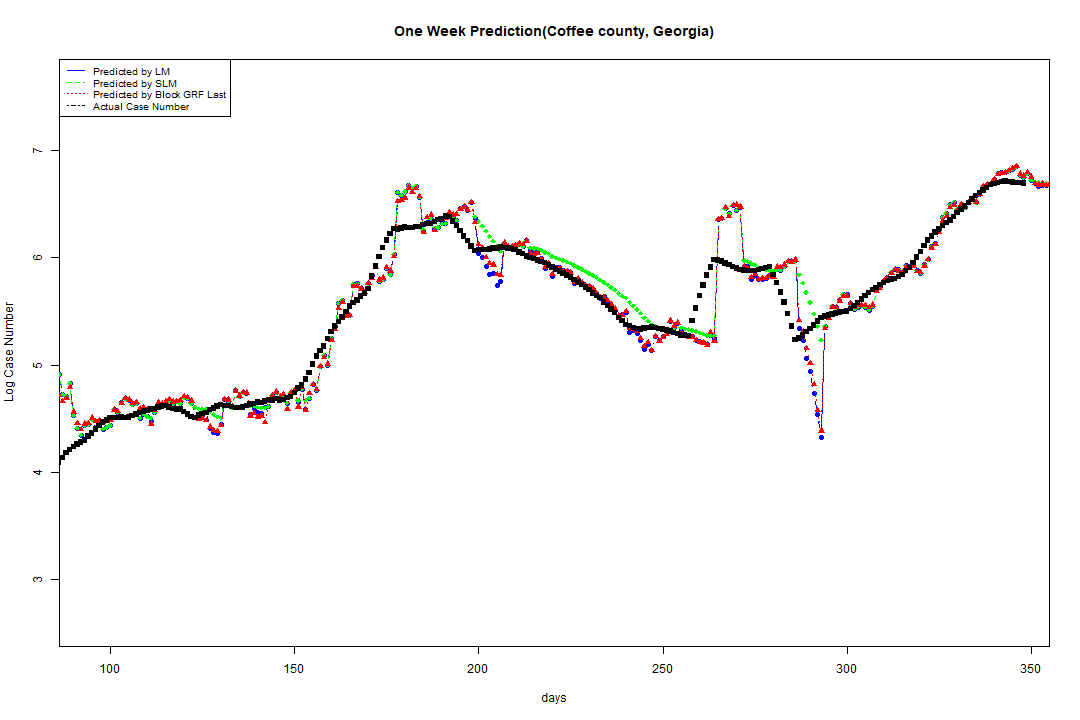 One Week Prediction(Coffee county, Georgia)
Predicted by LM
Predicted by SLM
Predicted by Block GRF Last
Actual Case Number
7
6
5
4
3
Log Case Number
100 150 200 250 300 350
days